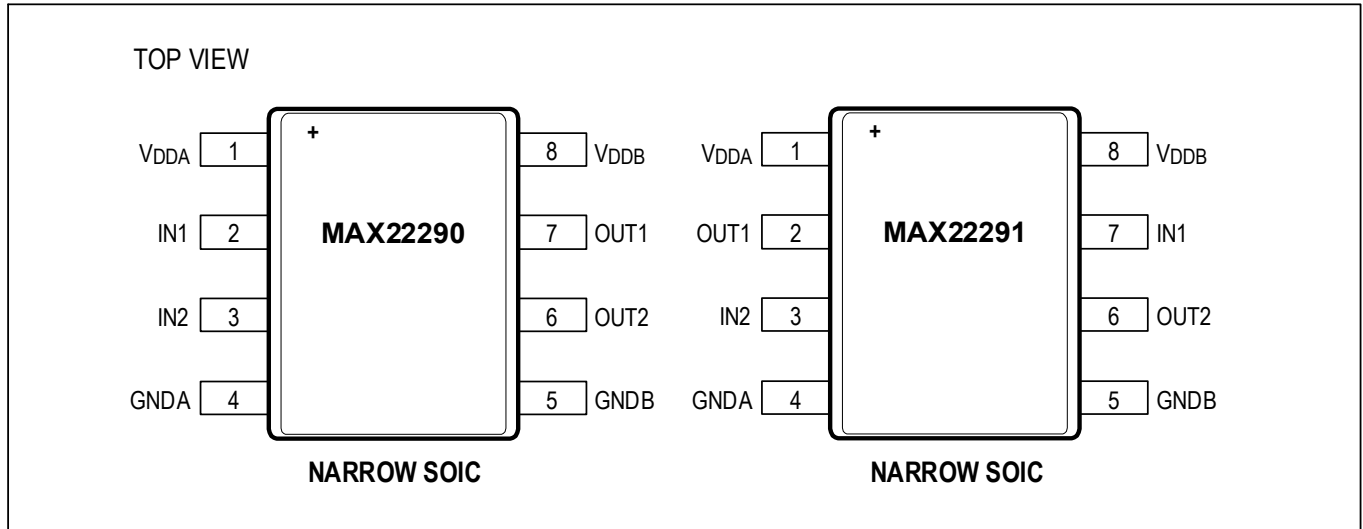 TOP VIEW
+
MAX22290
VDDA 1
IN1 2
IN2 3
GNDA 4
8 VDDB
7 OUT1
6 OUT2
5 GNDB
NARROW SOIC
+
MAX22291
VDDA 1
OUT1 2
IN2 3
GNDA 4
8 VDDB
7 IN1
6 OUT2
5 GNDB
NARROW SOIC